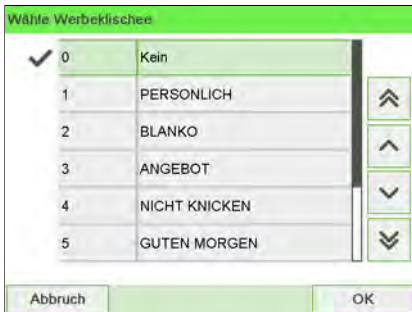 Wähle Werbeklischee
0 Kein
1 PERSONLICH
2 BLANKO
3 ANGEBOT
4 NICHT KNICKEN
5 GUTEN MORGEN
Abbruch OK